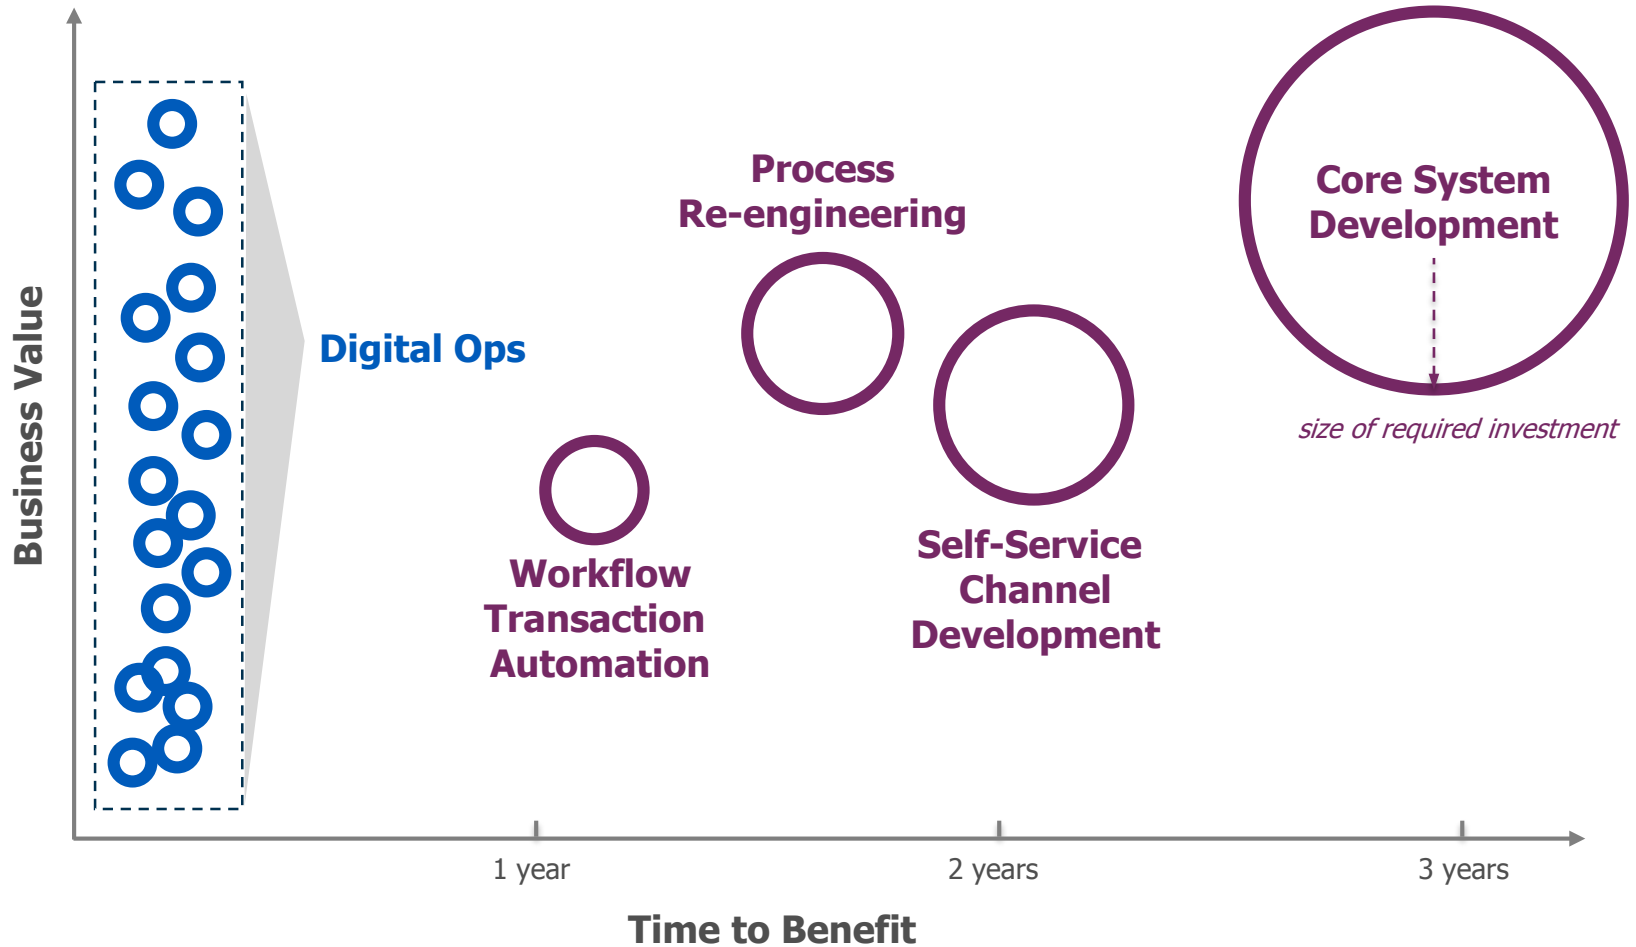 Business Value
Digital Ops
Process
Re-engineering
Core System
Development
size of required investment
Workflow
Transaction
Automation
Self-Service
Channel
Development
1 year
2 years
3 years
Time to Benefit